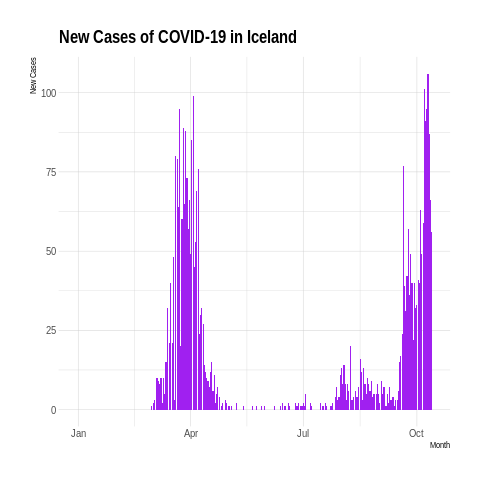 New Cases of COVID-19 in Iceland
New Cases
100
75
50
25
0
Jan Apr Jul Oct
Month